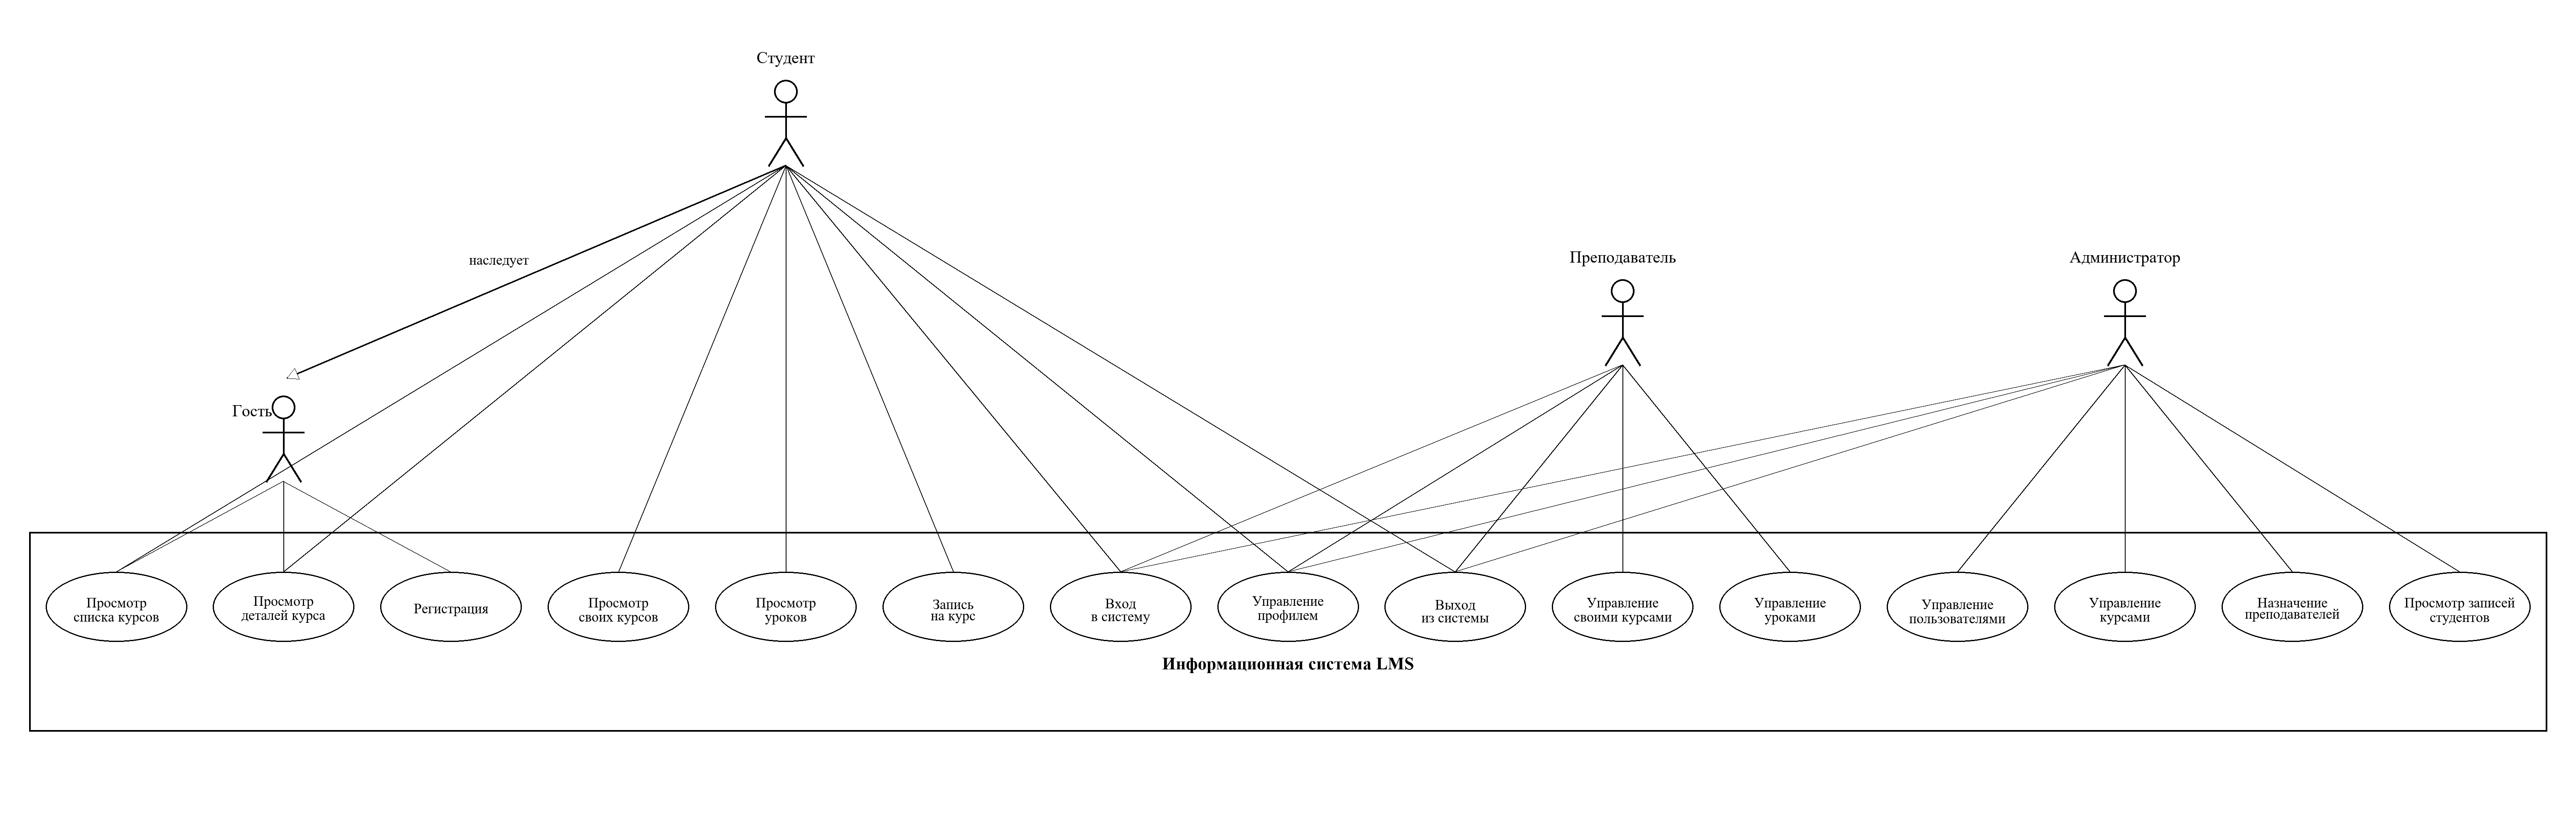 Студент
наследует
Преподаватель
Администратор
Гость
Просмотр
списка курсов
Просмотр
деталей курса
Регистрация
Просмотр
своих курсов
Просмотр
уроков
Запись
на курс
Вход
в систему
Управление
профилем
Выход
из системы
Управление
своими курсами
Управление
уроками
Управление
пользователями
Управление
курсами
Назначение
преподавателей
Просмотр записей
студентов
Информационная система LMS